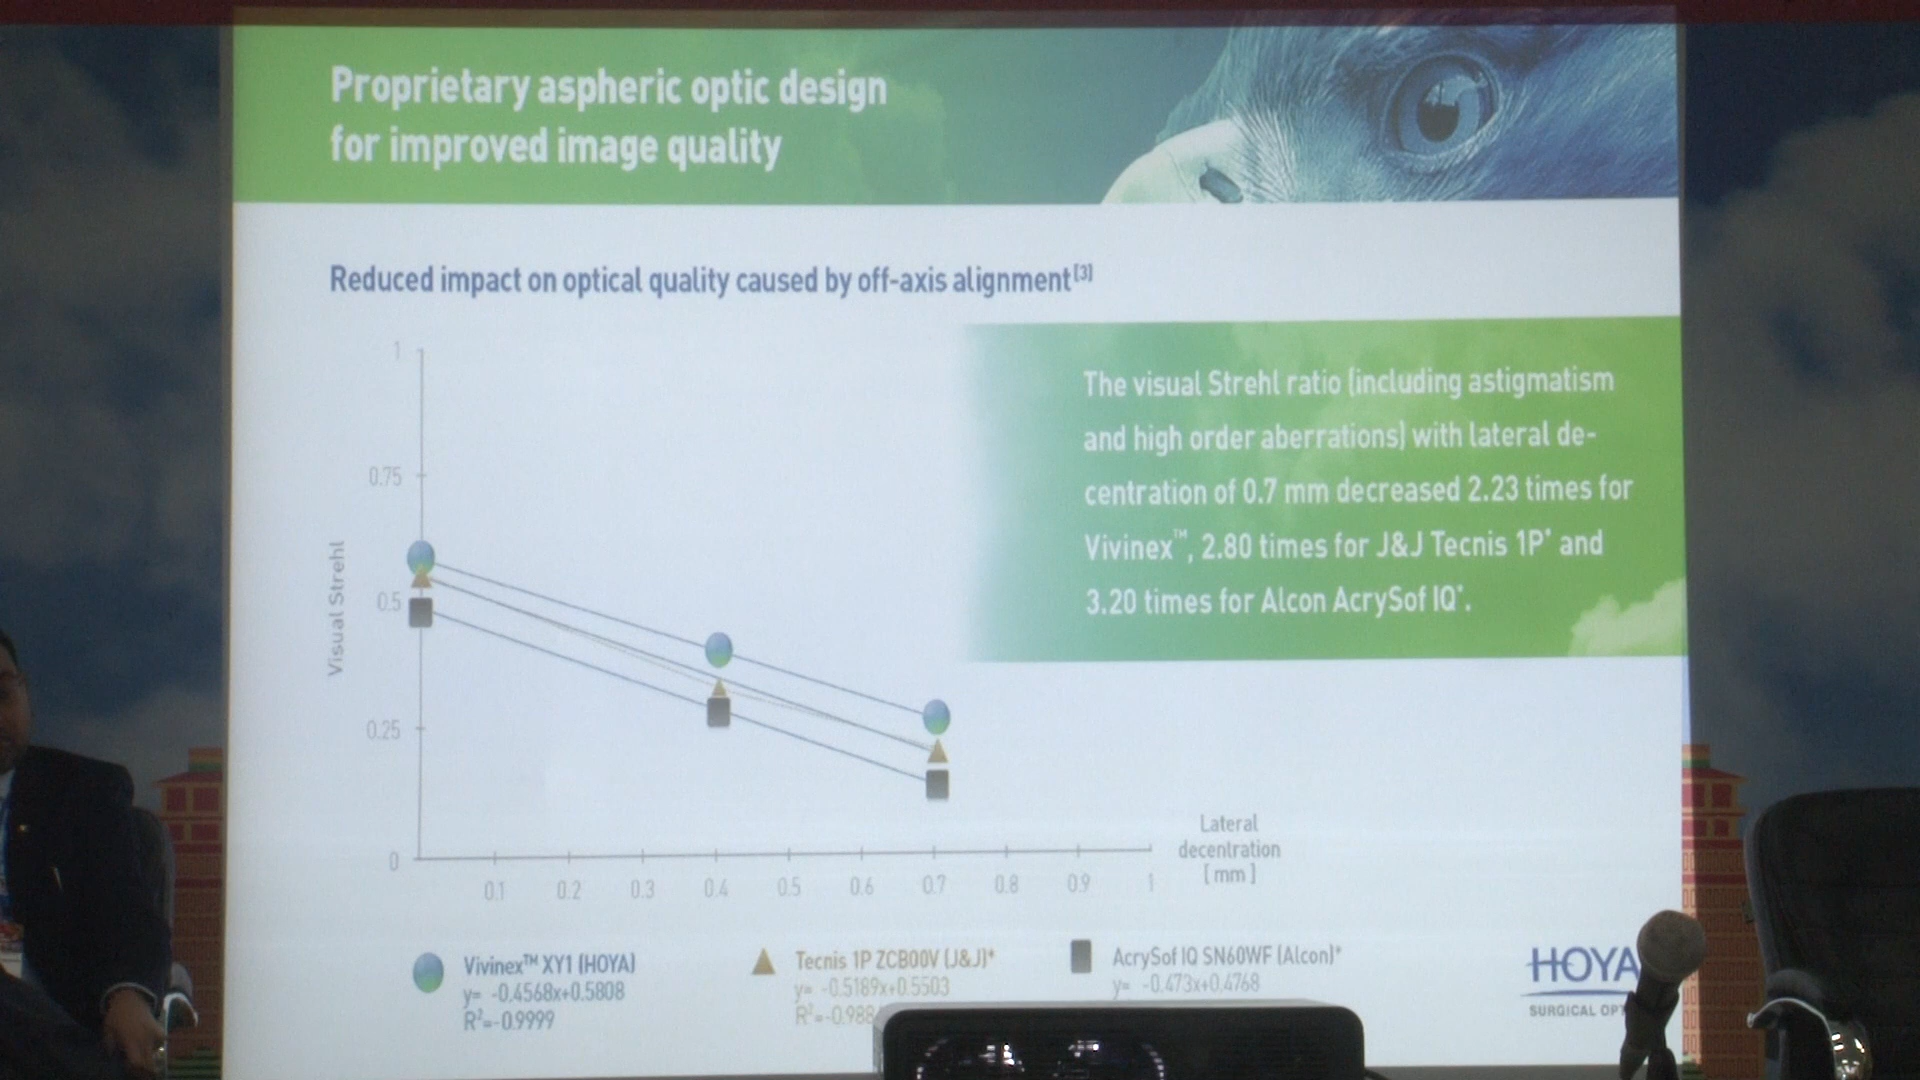 Proprietary aspheric optic design
for improved image quality
Reduced impact on optical quality caused by off-axis alignment[3]
The visual Strehl ratio (including astigmatism
and high order aberrations) with lateral de-
centration of 0.7 mm decreased 2.23 times for
Vivinex™, 2.80 times for J&J Tecnis 1P* and
3.20 times for Alcon AcrySof IQ*.
Visual Strehl
1
0.75
0.5
0.25
0
0.1 0.2 0.3 0.4 0.5 0.6 0.7 0.8 0.9 1
Lateral
decentration
[mm]
Vivinex™ XY1 (HOYA)
y= -0.4568x+0.5808
R²=-0.9999
Tecnis 1P ZCB00V (J&J)*
y= -0.5189x+0.5503
R²=-0.988
AcrySof IQ SN60WF (Alcon)*
y= -0.473x+0.4768
HOYA
SURGICAL